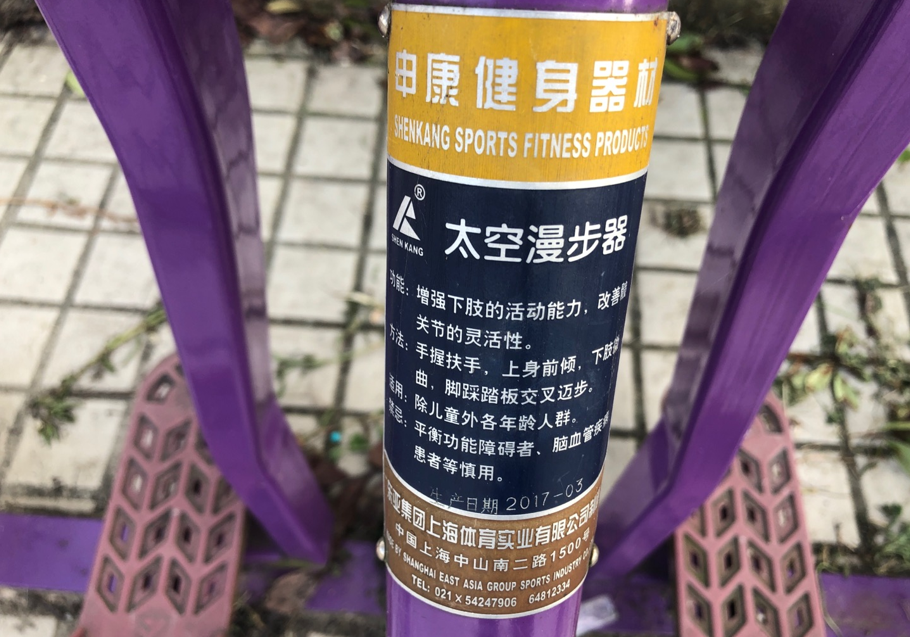 申康健身器材
SHENKANG SPORTS FITNESS PRODUCTS
®
SHEN KANG
太空漫步器
功能：增强下肢的活动能力，改善
关节的灵活性。
方法：手握扶手，上身前倾，下肢
曲，脚踩踏板交叉迈步。
适用：除儿童外各年龄人群。
禁忌：平衡功能障碍者、脑血管疾
患者等慎用。
生产日期 2017-03
东亚集团上海体育实业有限公司
中国上海中山南二路1500号
BY SHANGHAI EAST ASIA GROUP SPORTS INDUSTRY
TEL: 021 X 54247906 64812334